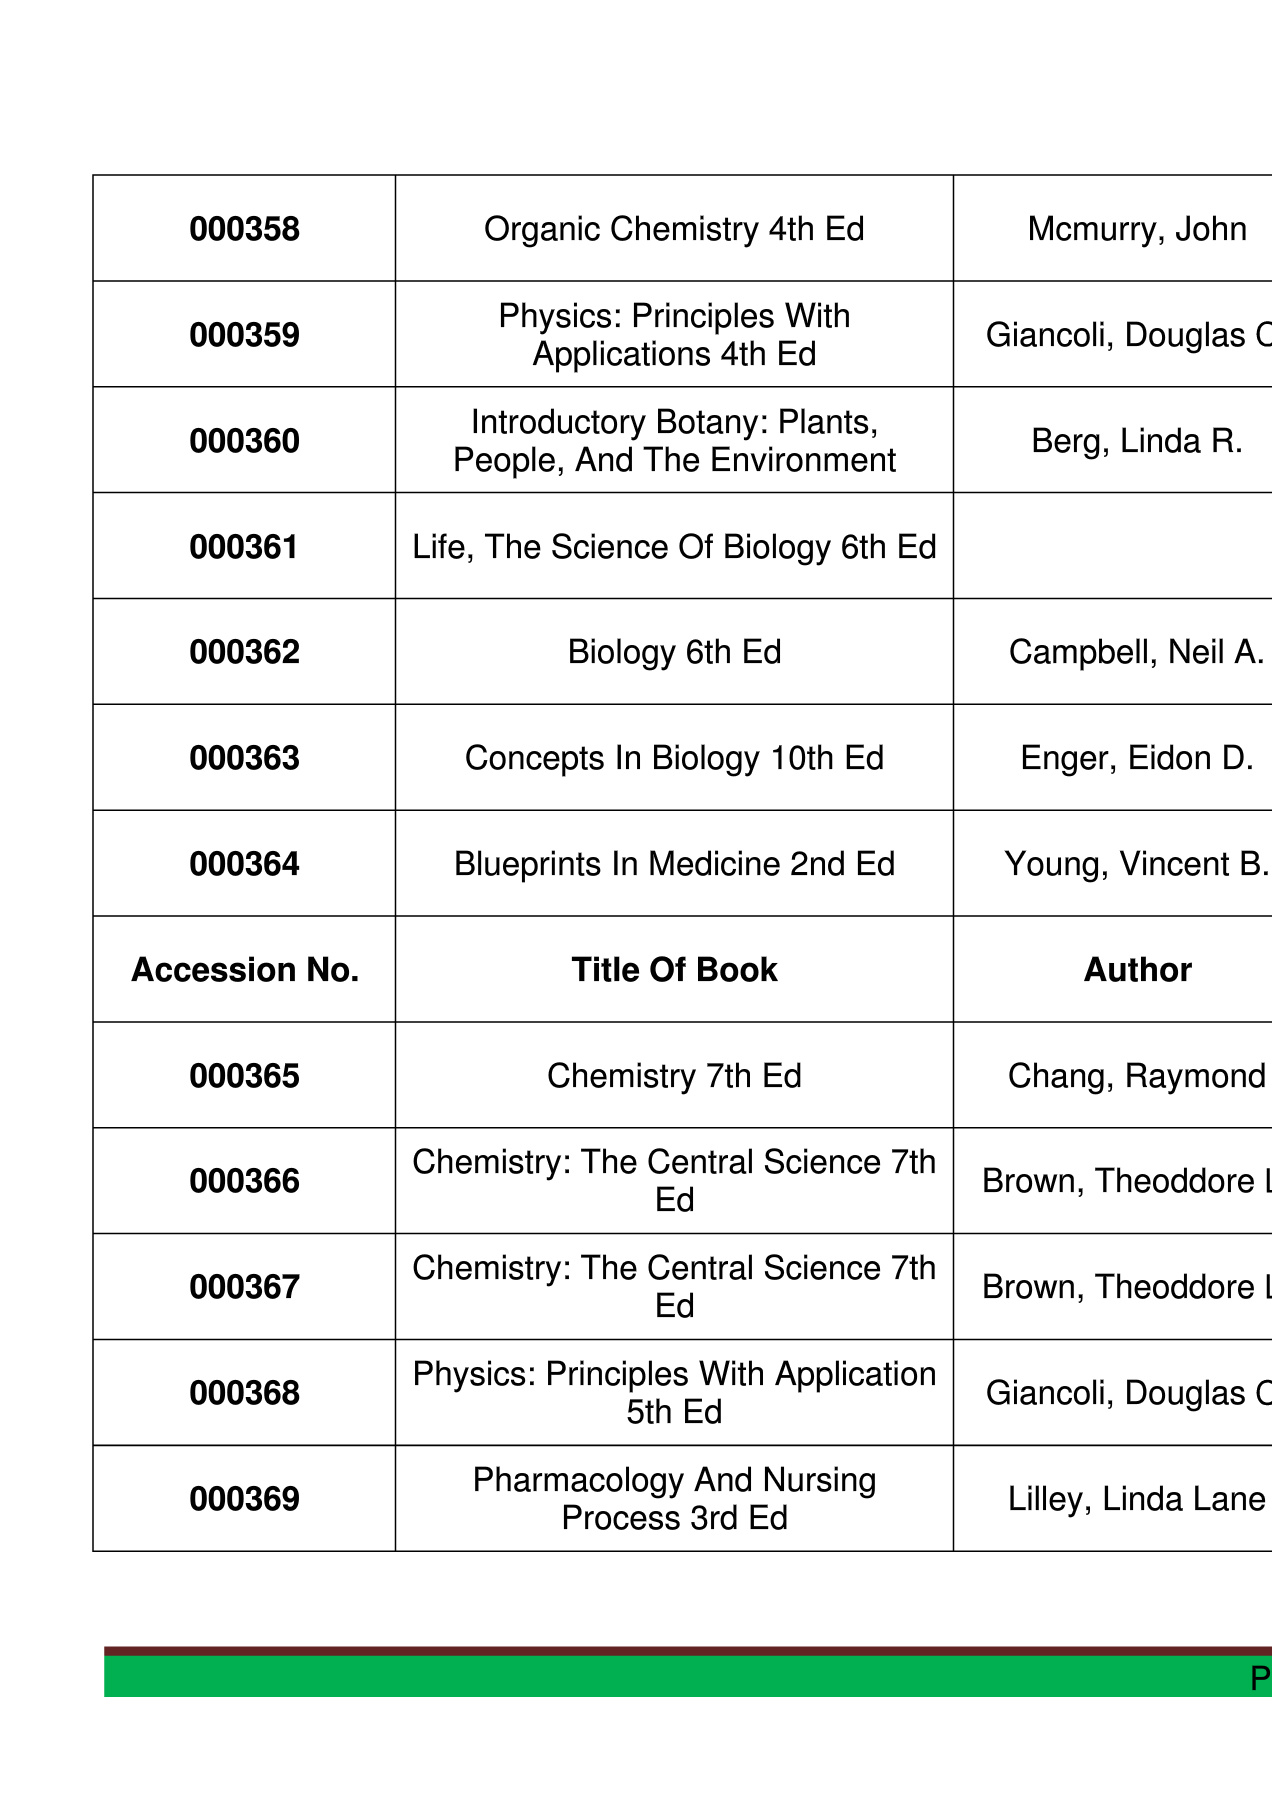 000358 Organic Chemistry 4th Ed Mcmurry, John
000359 Physics: Principles With
Applications 4th Ed Giancoli, Douglas C
000360 Introductory Botany: Plants,
People, And The Environment Berg, Linda R.
000361 Life, The Science Of Biology 6th Ed
000362 Biology 6th Ed Campbell, Neil A.
000363 Concepts In Biology 10th Ed Enger, Eidon D.
000364 Blueprints In Medicine 2nd Ed Young, Vincent B.
Accession No. Title Of Book Author
000365 Chemistry 7th Ed Chang, Raymond
000366 Chemistry: The Central Science 7th
Ed Brown, Theoddore L
000367 Chemistry: The Central Science 7th
Ed Brown, Theoddore L
000368 Physics: Principles With Application
5th Ed Giancoli, Douglas C
000369 Pharmacology And Nursing
Process 3rd Ed Lilley, Linda Lane
P